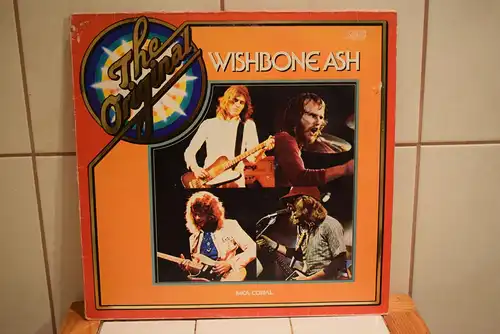 The
Original
WISHBONE ASH
MCA CORAL